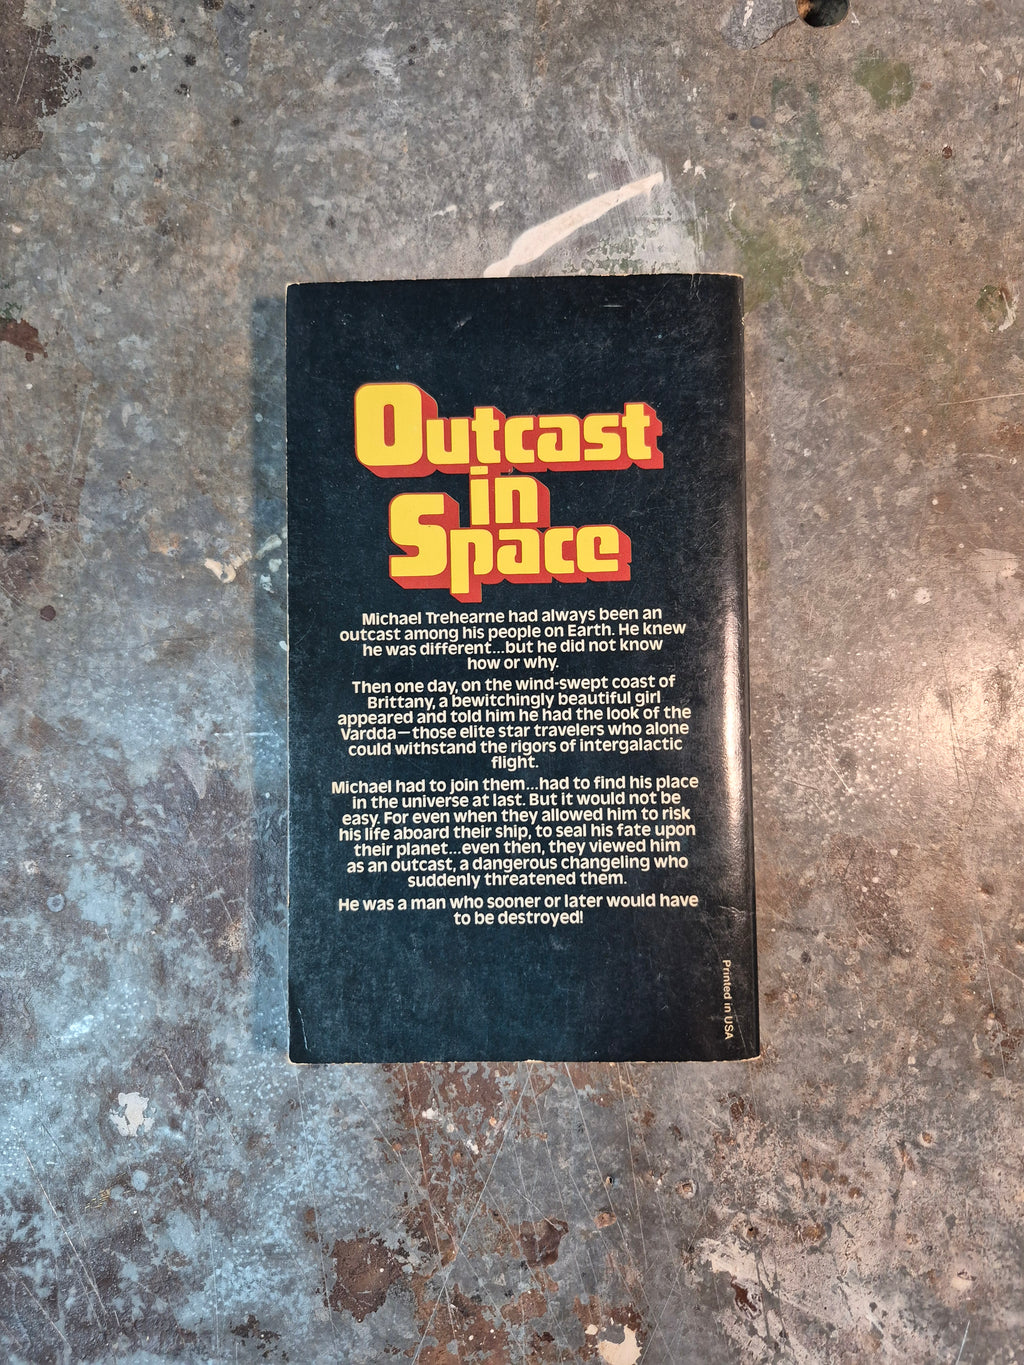 Outcast
in
Space
Michael Trehearne had always been an
outcast among his people on Earth. He knew
he was different...but he did not know
how or why.
Then one day, on the wind-swept coast of
Brittany, a bewitchingly beautiful girl
appeared and told him he had the look of the
Vardda—those elite star travelers who alone
could withstand the rigors of intergalactic
flight.
Michael had to join them...had to find his place
in the universe at last. But it would not be
easy. For even when they allowed him to risk
his life aboard their ship, to seal his fate upon
their planet...even then, they viewed him
as an outcast, a dangerous changeling who
suddenly threatened them.
He was a man who sooner or later would have
to be destroyed!
Printed in USA